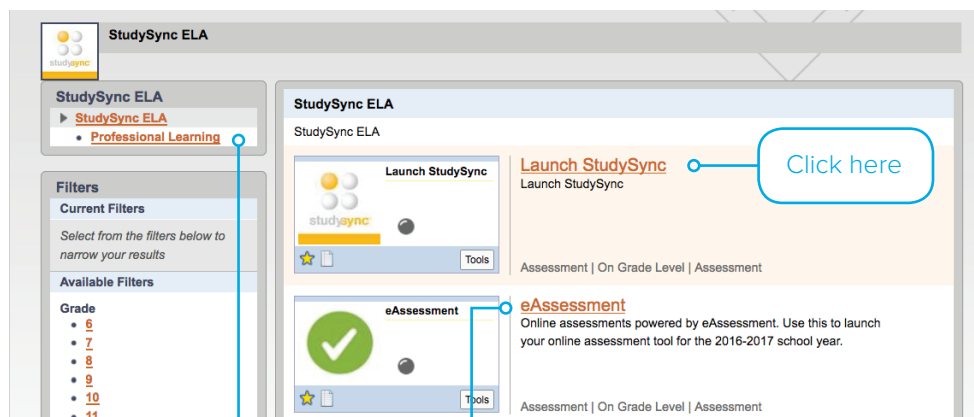 StudySync ELA
studysync
StudySync ELA
StudySync ELA
Professional Learning
Filters
Current Filters
Select from the filters below to
narrow your results
Available Filters
Grade
6
7
8
9
10
11
StudySync ELA
StudySync ELA
Launch StudySync
studysync
Tools
Launch StudySync
Launch StudySync
Assessment | On Grade Level | Assessment
Click here
eAssessment
Tools
eAssessment
Online assessments powered by eAssessment. Use this to launch
your online assessment tool for the 2016-2017 school year.
Assessment | On Grade Level | Assessment